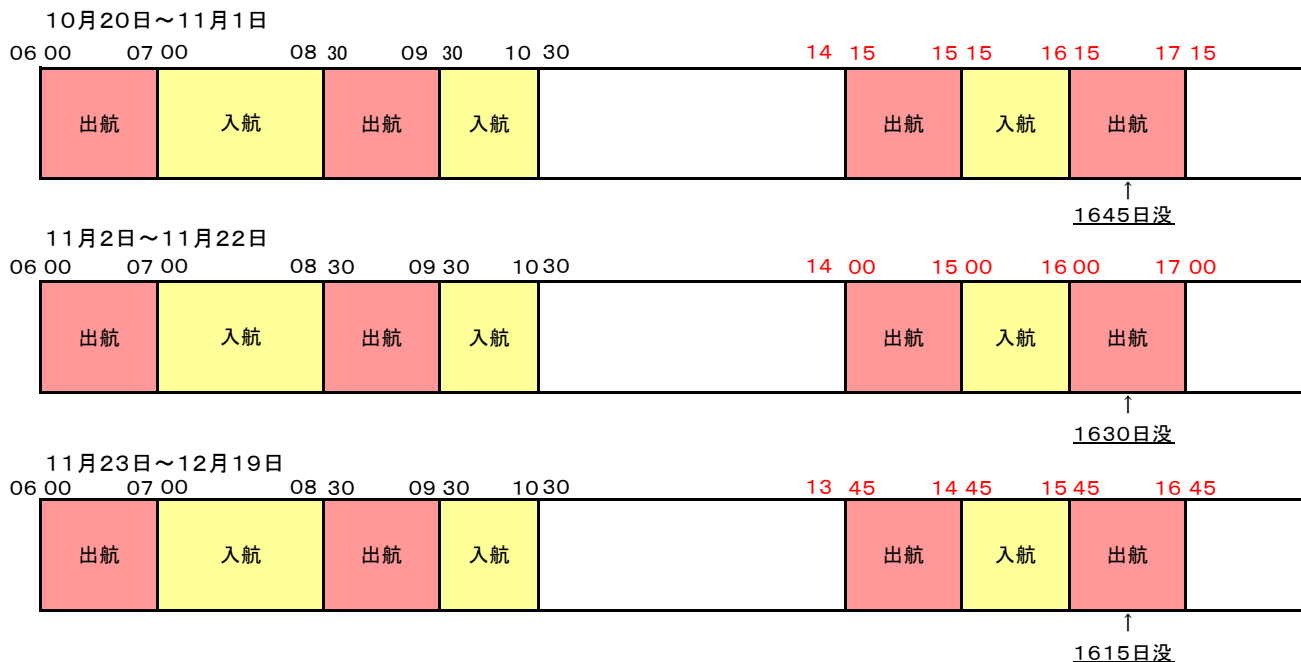 10月20日～11月1日
06 00 07 00 08 30 09 30 10 30 14 15 15 15 16 15 17 15
出航 入航 出航 入航 出航 入航 出航
↑
1645日没
11月2日～11月22日
06 00 07 00 08 30 09 30 10 30 14 00 15 00 16 00 17 00
出航 入航 出航 入航 出航 入航 出航
↑
1630日没
11月23日～12月19日
06 00 07 00 08 30 09 30 10 30 13 45 14 45 15 45 16 45
出航 入航 出航 入航 出航 入航 出航
↑
1615日没